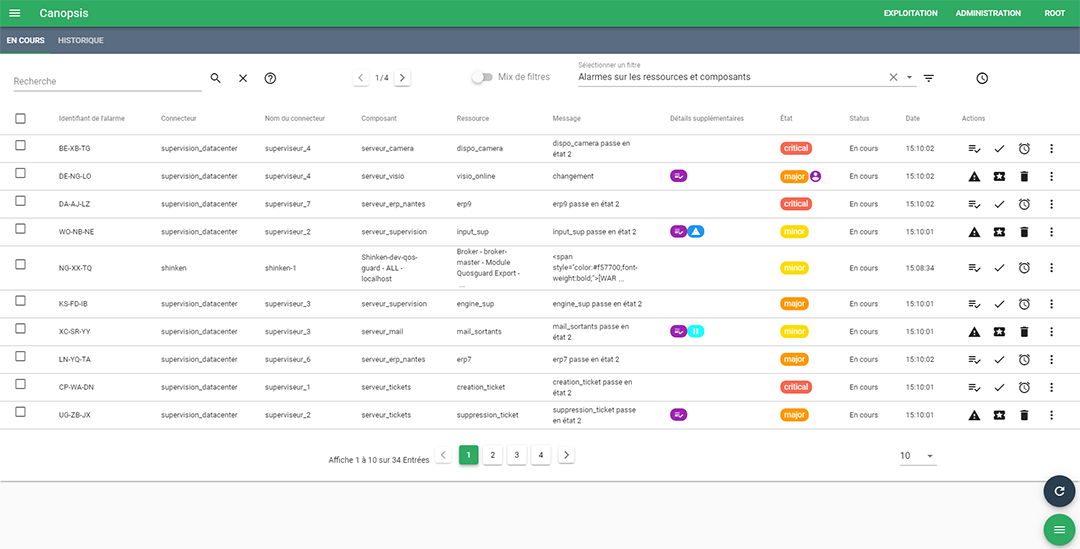 Canopsis EXPLOITATION ADMINISTRATION ROOT
EN COURS HISTORIQUE
Sélectionner un filtre
Recherche 1/4 Mix de filtres Alarmes sur les ressources et composants
Identifiant de l'alarme Connecteur Nom du connecteur Composant Ressource Message Détails supplémentaires État Status Date Actions
BE-XB-TG supervision_datacenter superviseur_4 serveur_camera dispo_camera dispo_camera passe en critical En cours 15:10:02
état 2
DE-NG-LO supervision_datacenter superviseur_4 serveur_visio visio_online changement major En cours 15:10:02
DA-AJ-LZ supervision_datacenter superviseur_7 serveur_erp_nantes erp9 erp9 passe en état 2 critical En cours 15:10:02
WO-NB-NE supervision_datacenter superviseur_2 serveur_supervision input_sup input_sup passe en état 2 minor En cours 15:10:01
NG-XX-TQ shinken shinken-1 Shinken-dev-qos- Broker - broker- <span minor En cours 15:08:34
guard - ALL - master - Module style="color:#f57700;font-
localhost Quosguard Export - weight:bold;">[WAR ...
...
KS-FD-IB supervision_datacenter superviseur_3 serveur_supervision engine_sup engine_sup passe en état 2 major En cours 15:10:01
XC-SR-YY supervision_datacenter superviseur_3 serveur_mail mail_sortants mail_sortants passe en minor En cours 15:10:01
état 2
LN-YQ-TA supervision_datacenter superviseur_6 serveur_erp_nantes erp7 erp7 passe en état 2 major En cours 15:10:02
CP-WA-DN supervision_datacenter superviseur_1 serveur_tickets creation_ticket creation_ticket passe en critical En cours 15:10:01
état 2
UG-ZB-JX supervision_datacenter superviseur_2 serveur_tickets suppression_ticket suppression_ticket passe major En cours 15:10:01
en état 2
Affiche 1 à 10 sur 34 Entrées 1 2 3 4 10